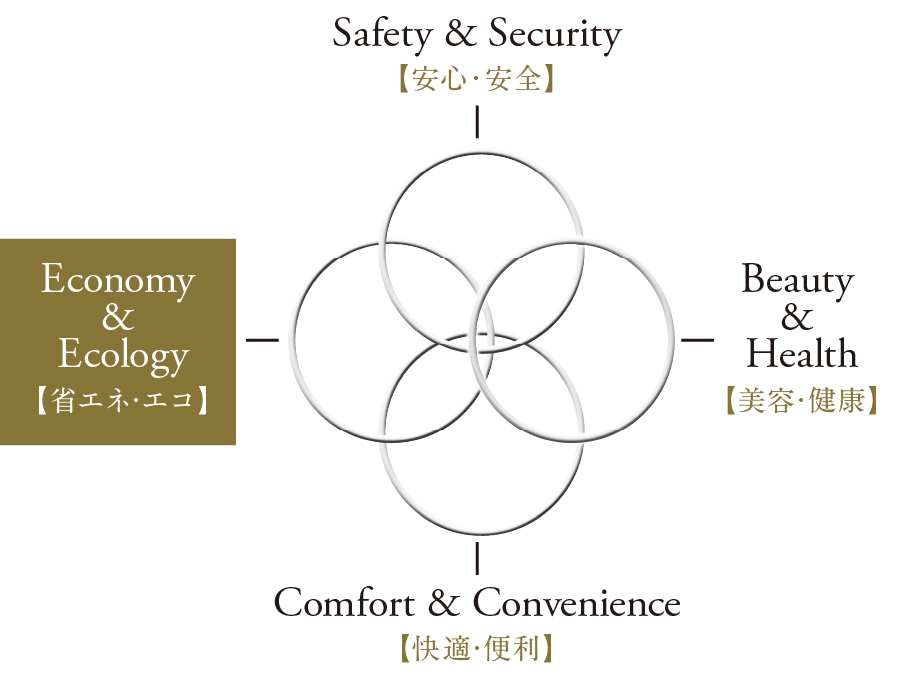 Safety & Security
【安心・安全】
Economy
&
Ecology
【省エネ・エコ】
Beauty
&
Health
【美容・健康】
Comfort & Convenience
【快適・便利】